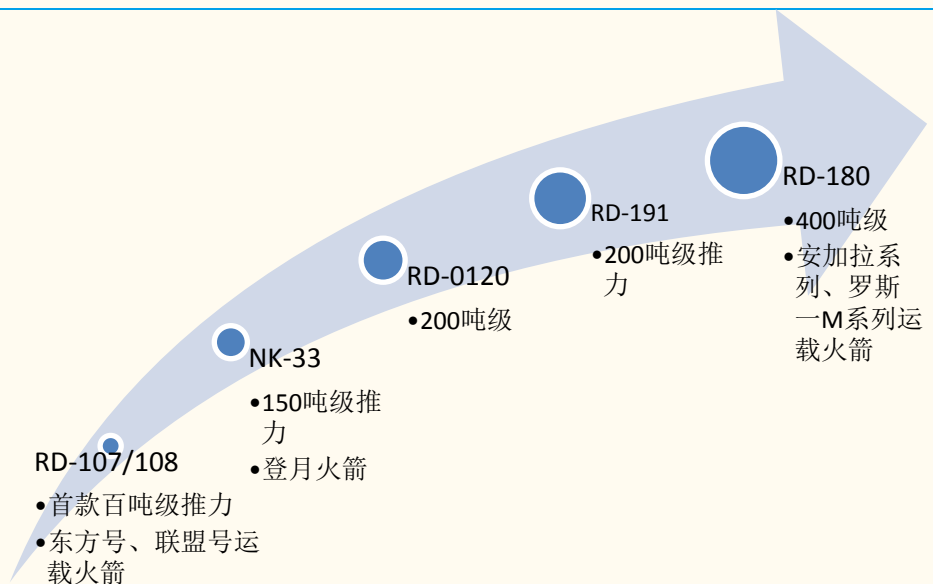 RD-107/108
•首款百吨级推力
•东方号、联盟号运
载火箭
NK-33
•150吨级推
力
•登月火箭
RD-0120
•200吨级
RD-191
•200吨级推
力
RD-180
•400吨级
•安加拉系
列、罗斯
一M系列运
载火箭